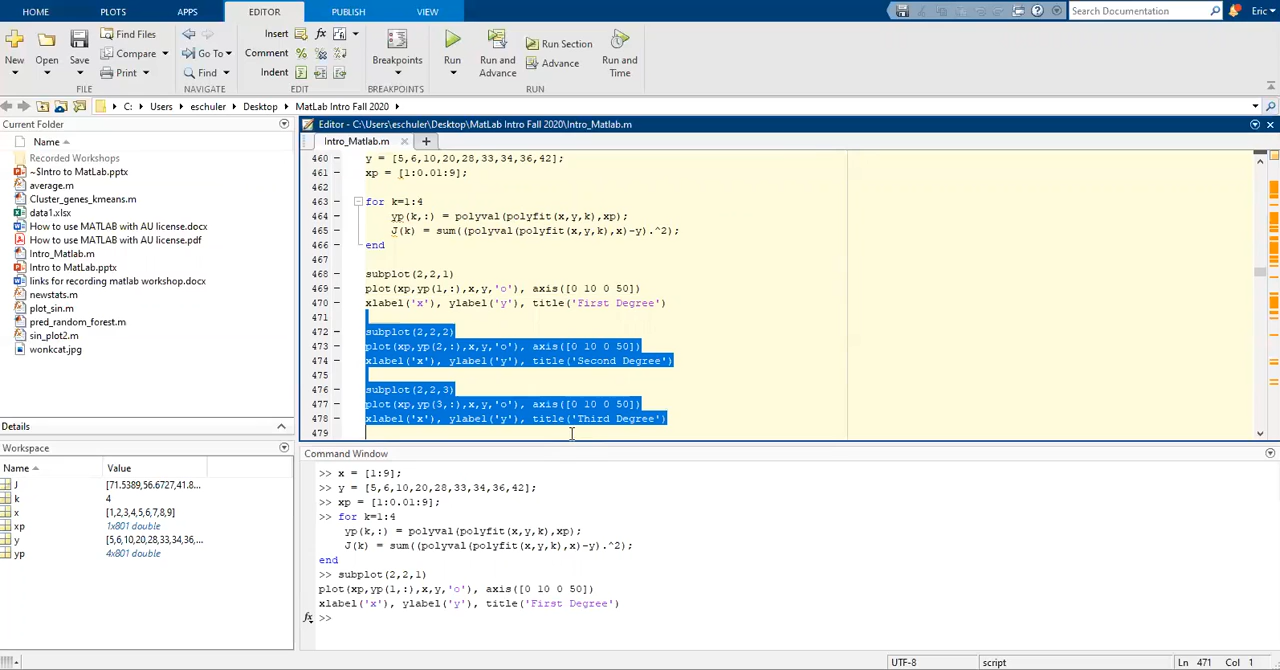 HOME PLOTS APPS EDITOR PUBLISH VIEW Search Documentation Eric
New Open Save Find Files Compare Print FILE
Go To Find NAVIGATE
Insert fx Comment % Indent EDIT
Breakpoints BREAKPOINTS
Run Run and Advance Run Section Advance Run and Time RUN
C: Users eschuler Desktop MatLab Intro Fall 2020
Current Folder
Name
Recorded Workshops
~$Intro to MatLab.pptx
average.m
Cluster_genes_kmeans.m
data1.xlsx
How to use MATLAB with AU license.docx
How to use MATLAB with AU license.pdf
Intro_Matlab.m
Intro to MatLab.pptx
links for recording matlab workshop.docx
newstats.m
plot_sin.m
pred_random_forest.m
sin_plot2.m
wonkcat.jpg
Details
Workspace
Name Value
J [71.5389,56.6727,41.8...
k 4
x [1,2,3,4,5,6,7,8,9]
xp 1x801 double
y [5,6,10,20,28,33,34,36,...
yp 4x801 double
Editor - C:\Users\eschuler\Desktop\MatLab Intro Fall 2020\Intro_Matlab.m
Intro_Matlab.m
460 y = [5,6,10,20,28,33,34,36,42];
461 xp = [1:0.01:9];
462
463 for k=1:4
464 yp(k,:) = polyval(polyfit(x,y,k),xp);
465 J(k) = sum((polyval(polyfit(x,y,k),x)-y).^2);
466 end
467
468 subplot(2,2,1)
469 plot(xp,yp(1,:),x,y,'o'), axis([0 10 0 50])
470 xlabel('x'), ylabel('y'), title('First Degree')
471
472 subplot(2,2,2)
473 plot(xp,yp(2,:),x,y,'o'), axis([0 10 0 50])
474 xlabel('x'), ylabel('y'), title('Second Degree')
475
476 subplot(2,2,3)
477 plot(xp,yp(3,:),x,y,'o'), axis([0 10 0 50])
478 xlabel('x'), ylabel('y'), title('Third Degree')
479
Command Window
>> x = [1:9];
>> y = [5,6,10,20,28,33,34,36,42];
>> xp = [1:0.01:9];
>> for k=1:4
yp(k,:) = polyval(polyfit(x,y,k),xp);
J(k) = sum((polyval(polyfit(x,y,k),x)-y).^2);
end
>> subplot(2,2,1)
plot(xp,yp(1,:),x,y,'o'), axis([0 10 0 50])
xlabel('x'), ylabel('y'), title('First Degree')
fx >>
UTF-8 script Ln 471 Col 1